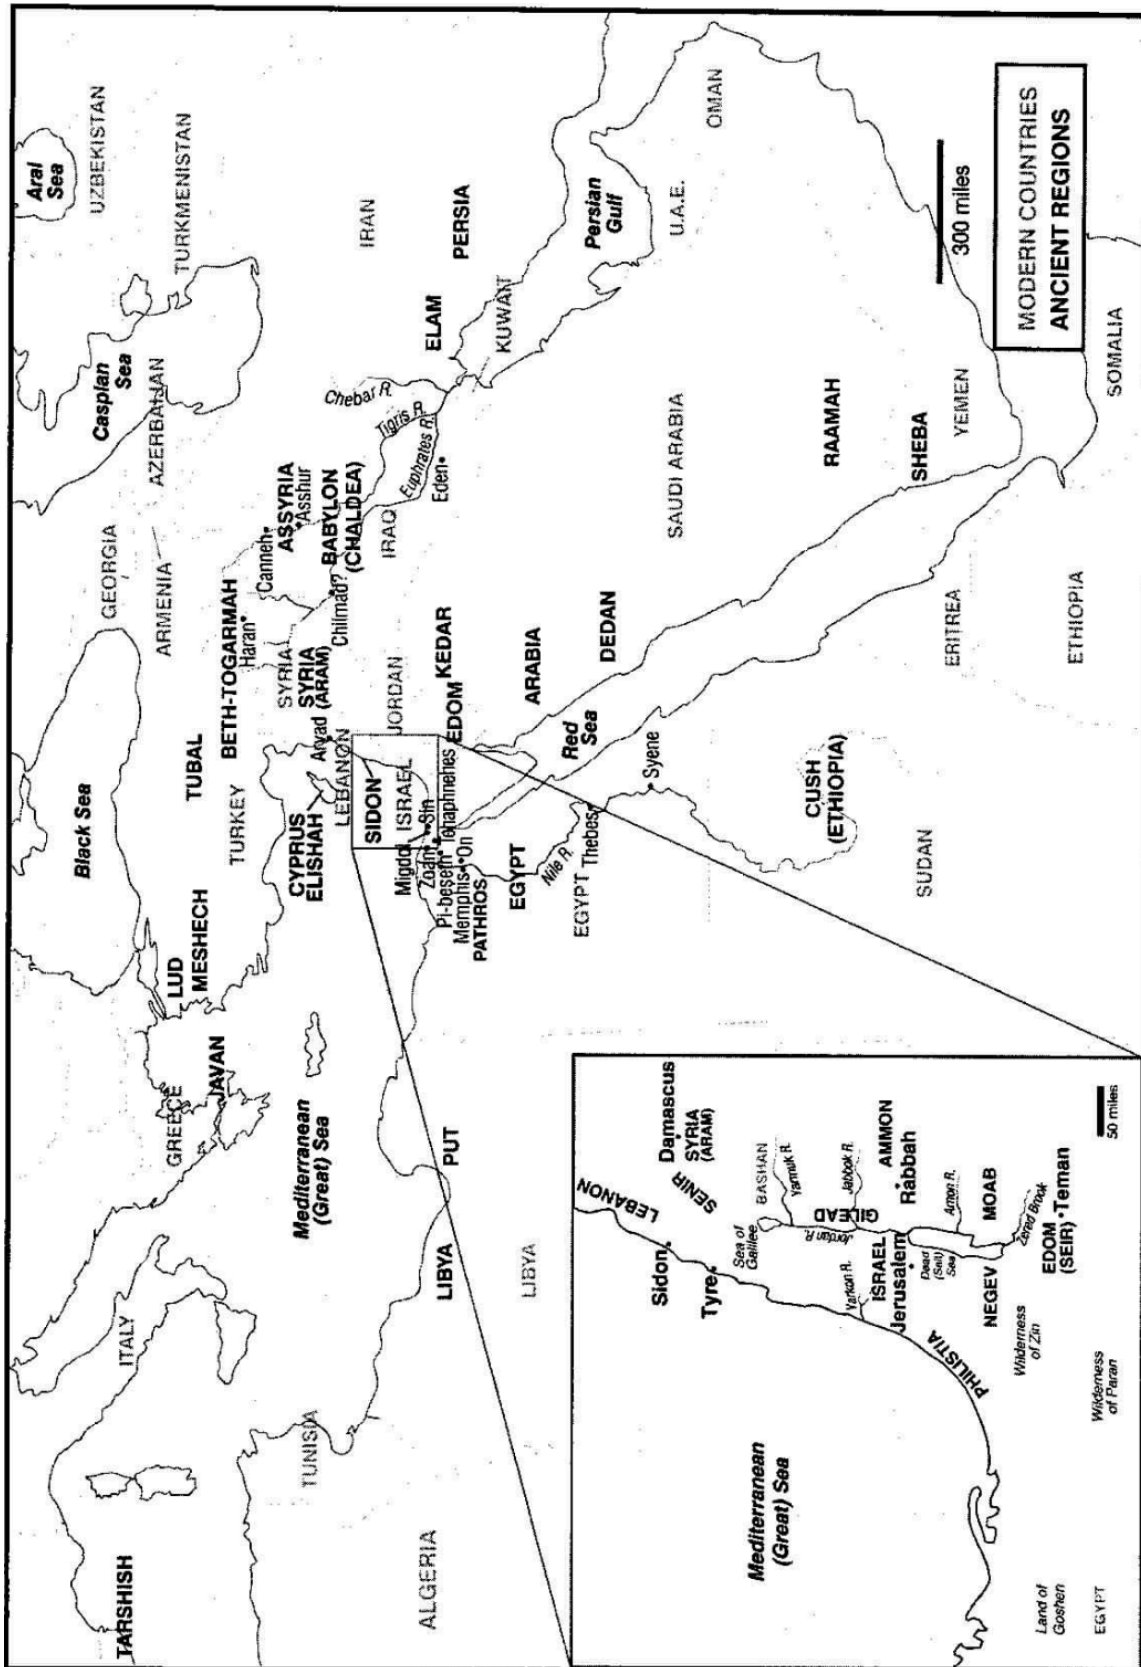 Aral
Sea
UZBEKISTAN
TURKMENISTAN
Caspian
Sea
AZERBAIJAN
GEORGIA
ARMENIA
Black Sea
IRAN
PERSIA
ELAM
KUWAIT
Persian
Gulf
OMAN
U.A.E.
Chebar R.
Tigris R.
Euphrates R.
Eden
ASSYRIA
Asshur
Canneh
BABYLON
(CHALDEA)
IRAQ
Chilmad?
BETH-TOGARMAH
Haran
SYRIA
SYRIA
(ARAM)
TUBAL
TURKEY
Arvad
LEBANON
CYPRUS
ELISHAH
SIDON
ISRAEL
JORDAN
EDOM
KEDAR
ARABIA
DEDAN
SAUDI ARABIA
RAAMAH
SHEBA
YEMEN
300 miles
MODERN COUNTRIES
ANCIENT REGIONS
SOMALIA
ERITREA
ETHIOPIA
Red
Sea
Syene
CUSH
(ETHIOPIA)
SUDAN
Migdol
Sin
Zoan
Tehaphnehes
Pi-beseth
On
Memphis
PATHROS
EGYPT
Nile R.
EGYPT
Thebes
LUD
MESHECH
JAVAN
GREECE
Mediterranean
(Great) Sea
PUT
LIBYA
LIBYA
ITALY
TUNISIA
ALGERIA
TARSHISH
LEBANON
Damascus
SYRIA
(ARAM)
SENIR
Sidon
Tyre
BASHAN
Sea of
Galilee
Yarmuk R.
Jabbok R.
GILEAD
Jordan R.
AMMON
Rabbah
Yarkon R.
ISRAEL
Jerusalem
Dead
(Salt)
Sea
Arnon R.
MOAB
PHILISTIA
NEGEV
Zered Brook
EDOM
(SEIR)
Teman
Wilderness
of Zin
Wilderness
of Paran
Mediterranean
(Great) Sea
Land of
Goshen
EGYPT
50 miles